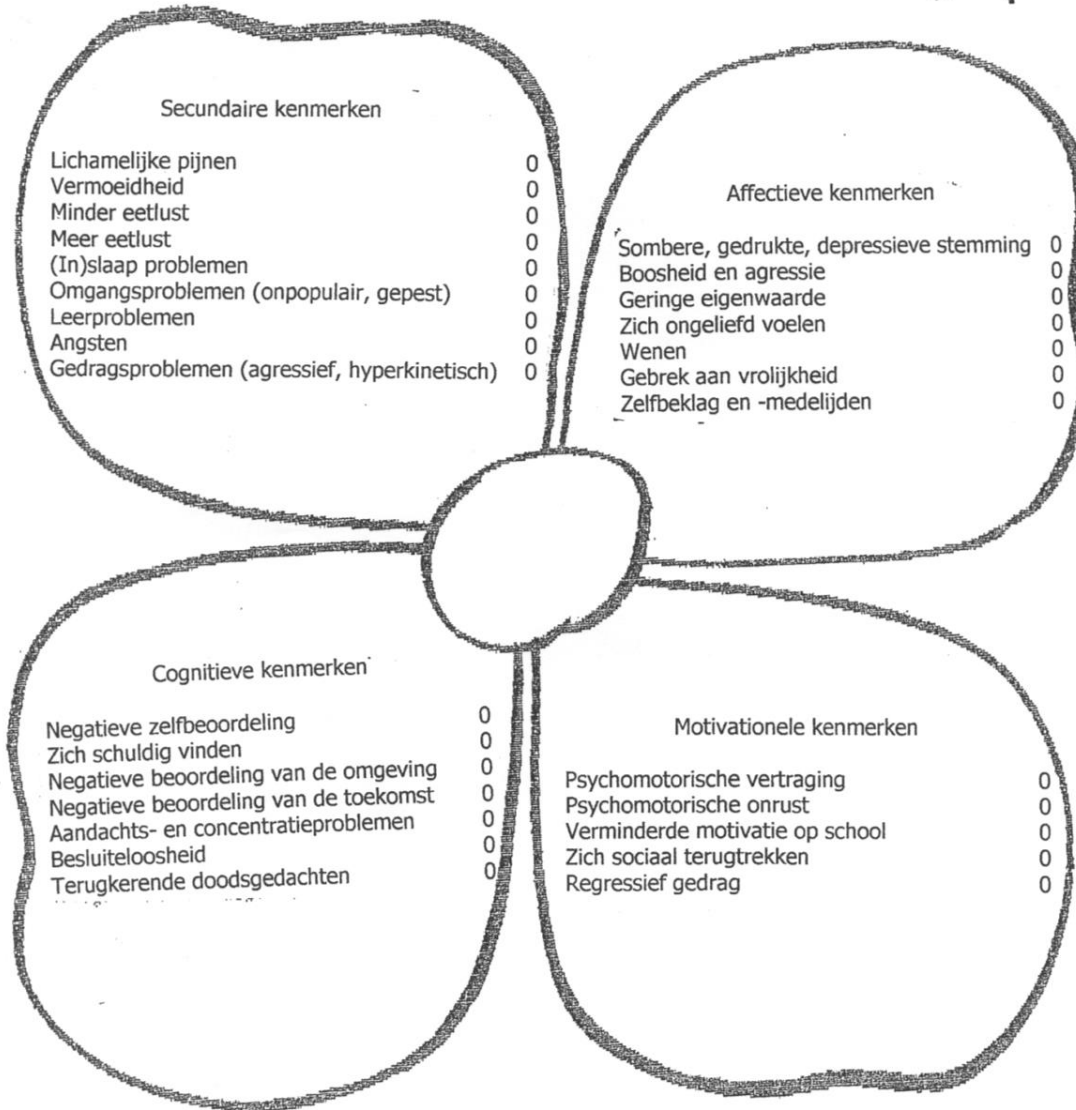 Secundaire kenmerken
Lichamelijke pijnen 0
Vermoeidheid 0
Minder eetlust 0
Meer eetlust 0
(In)slaap problemen 0
Omgangsproblemen (onpopulair, gepest) 0
Leerproblemen 0
Angsten 0
Gedragsproblemen (agressief, hyperkinetisch) 0
Affectieve kenmerken
Sombere, gedrukte, depressieve stemming 0
Boosheid en agressie 0
Geringe eigenwaarde 0
Zich ongeliefd voelen 0
Wenen 0
Gebrek aan vrolijkheid 0
Zelfbeklag en -medelijden 0
Cognitieve kenmerken
Negatieve zelfbeoordeling 0
Zich schuldig vinden 0
Negatieve beoordeling van de omgeving 0
Negatieve beoordeling van de toekomst 0
Aandachts- en concentratieproblemen 0
Besluiteloosheid 0
Terugkerende doodsgedachten 0
Motivationele kenmerken
Psychomotorische vertraging 0
Psychomotorische onrust 0
Verminderde motivatie op school 0
Zich sociaal terugtrekken 0
Regressief gedrag 0